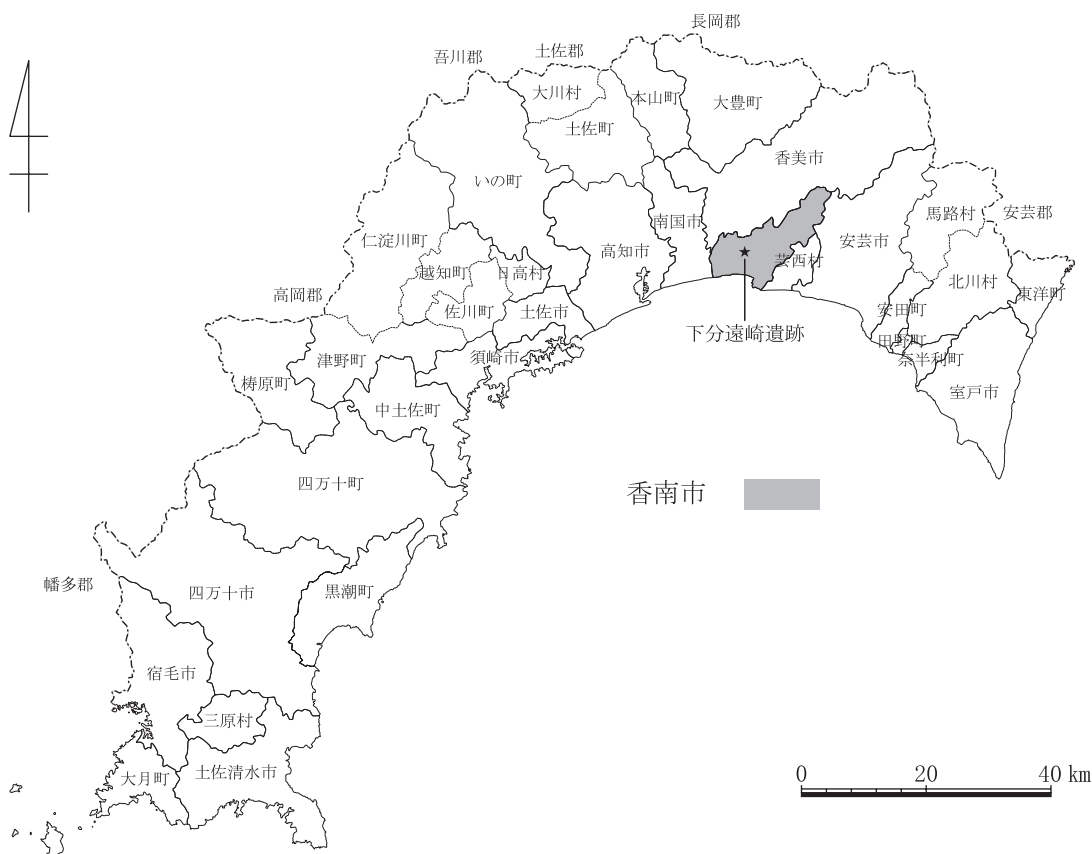 長岡郡
土佐郡
吾川郡
大川村
本山町
大豊町
土佐町
香美市
いの町
馬路村
安芸郡
南国市
仁淀川町
高知市
安芸市
芸西村
越知町
日高村
北川村
高岡郡
東洋町
佐川町
土佐市
安田町
下分遠崎遺跡
田野町
須崎市
津野町
奈半利町
梼原町
室戸市
中土佐町
四万十町
香南市
幡多郡
四万十市
黒潮町
宿毛市
三原村
大月町
土佐清水市
0 20 40 km